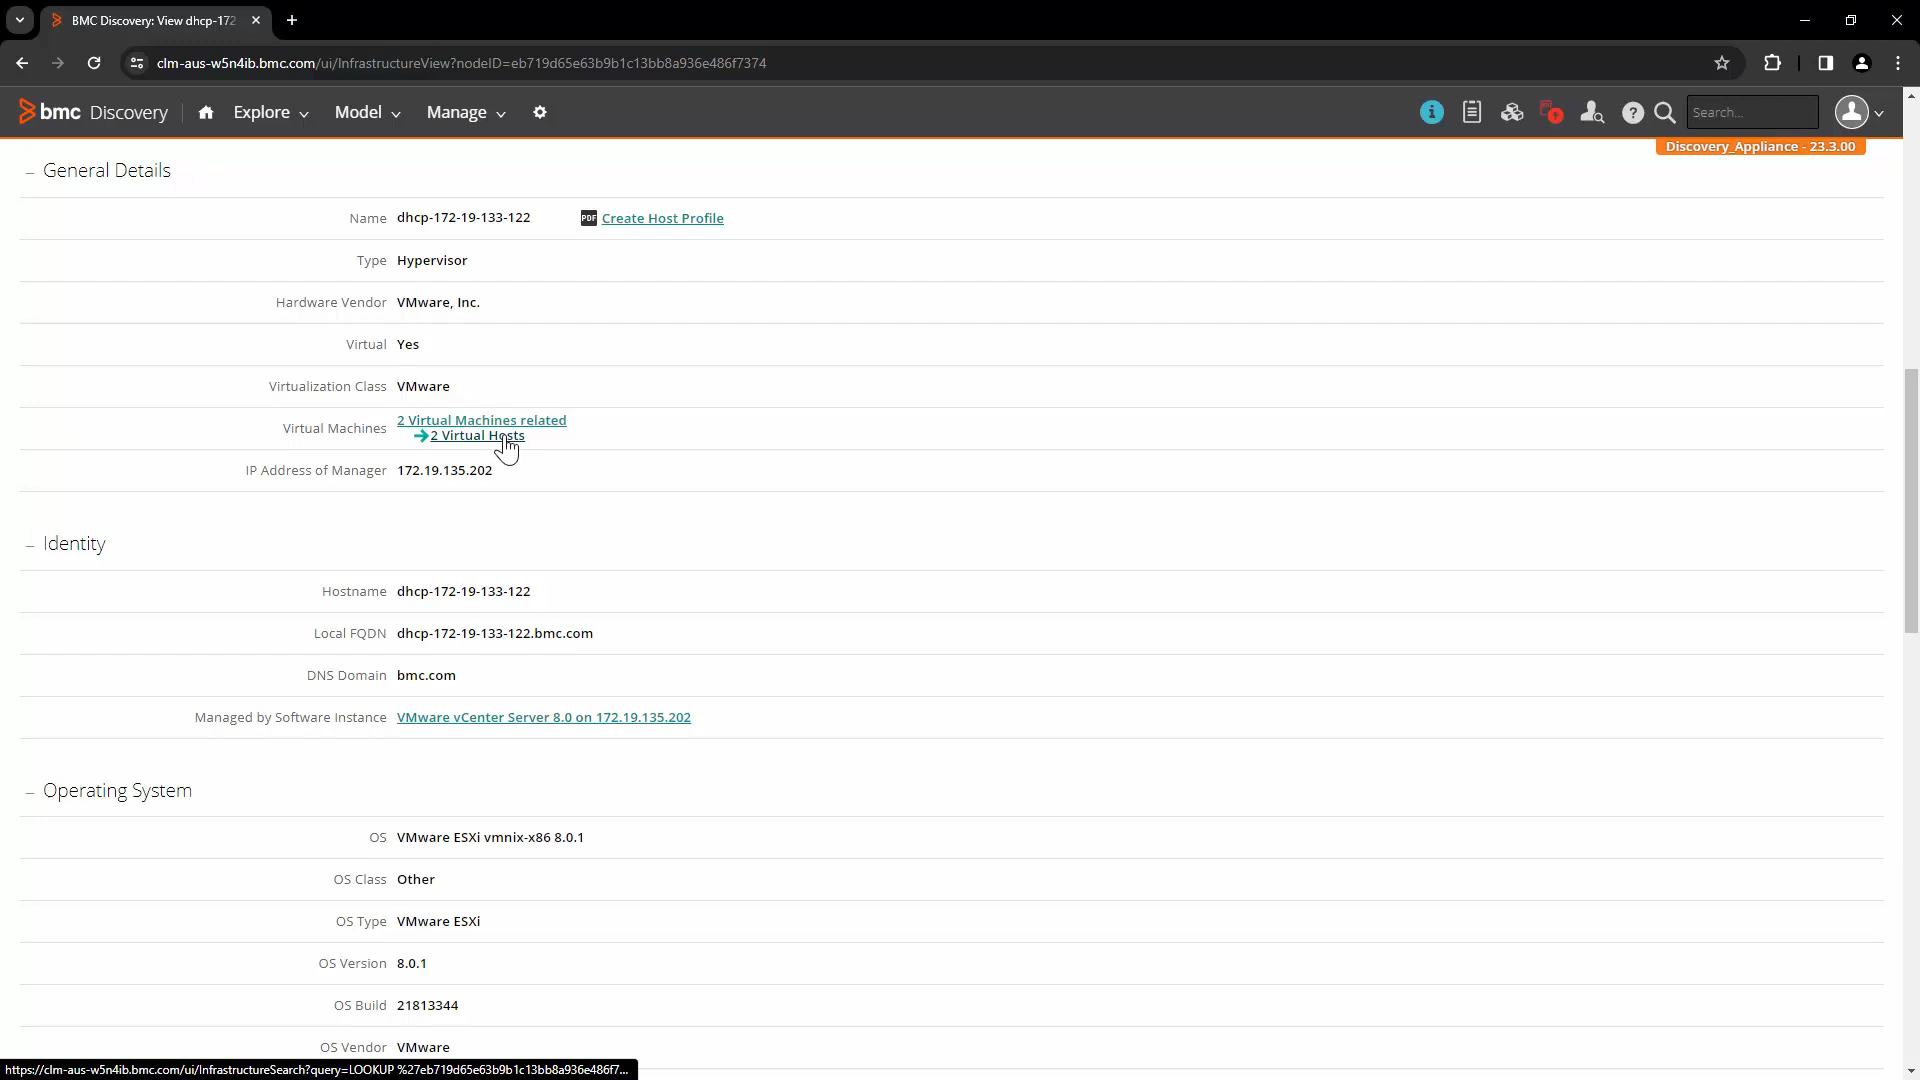 BMC Discovery: View dhcp-172
clm-aus-w5n4ib.bmc.com/ui/InfrastructureView?nodeID=eb719d65e63b9b1c13bb8a936e486f7374
bmc Discovery Explore Model Manage Search...
Discovery_Appliance - 23.3.00
– General Details
Name dhcp-172-19-133-122 PDF Create Host Profile
Type Hypervisor
Hardware Vendor VMware, Inc.
Virtual Yes
Virtualization Class VMware
2 Virtual Machines related
Virtual Machines
2 Virtual Hosts
IP Address of Manager 172.19.135.202
– Identity
Hostname dhcp-172-19-133-122
Local FQDN dhcp-172-19-133-122.bmc.com
DNS Domain bmc.com
Managed by Software Instance VMware vCenter Server 8.0 on 172.19.135.202
– Operating System
OS VMware ESXi vmnix-x86 8.0.1
OS Class Other
OS Type VMware ESXi
OS Version 8.0.1
OS Build 21813344
OS Vendor VMware
https://clm-aus-w5n4ib.bmc.com/ui/InfrastructureSearch?query=LOOKUP %27eb719d65e63b9b1c13bb8a936e486f7...